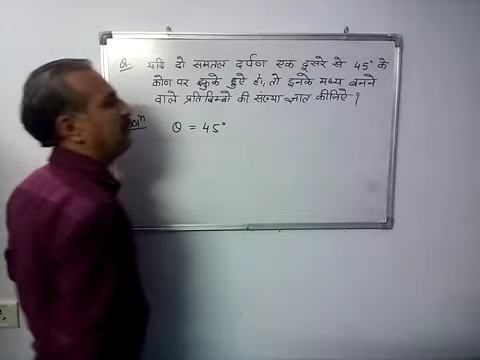 Q. यदि दो समतल दर्पण एक दूसरे से 45° के
कोण पर झुके हुऐ हों, तो इनके मध्य बनने
वाले प्रतिबिम्बो की संख्या ज्ञात कीजिऐ ?
Solⁿ θ = 45°